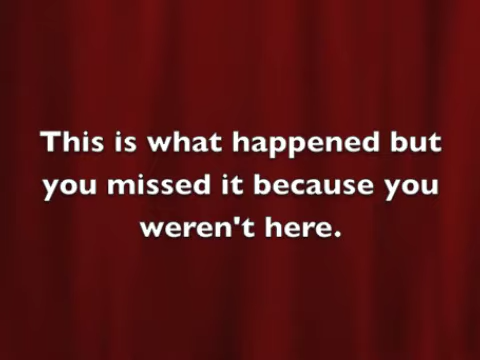 This is what happened but
you missed it because you
weren't here.